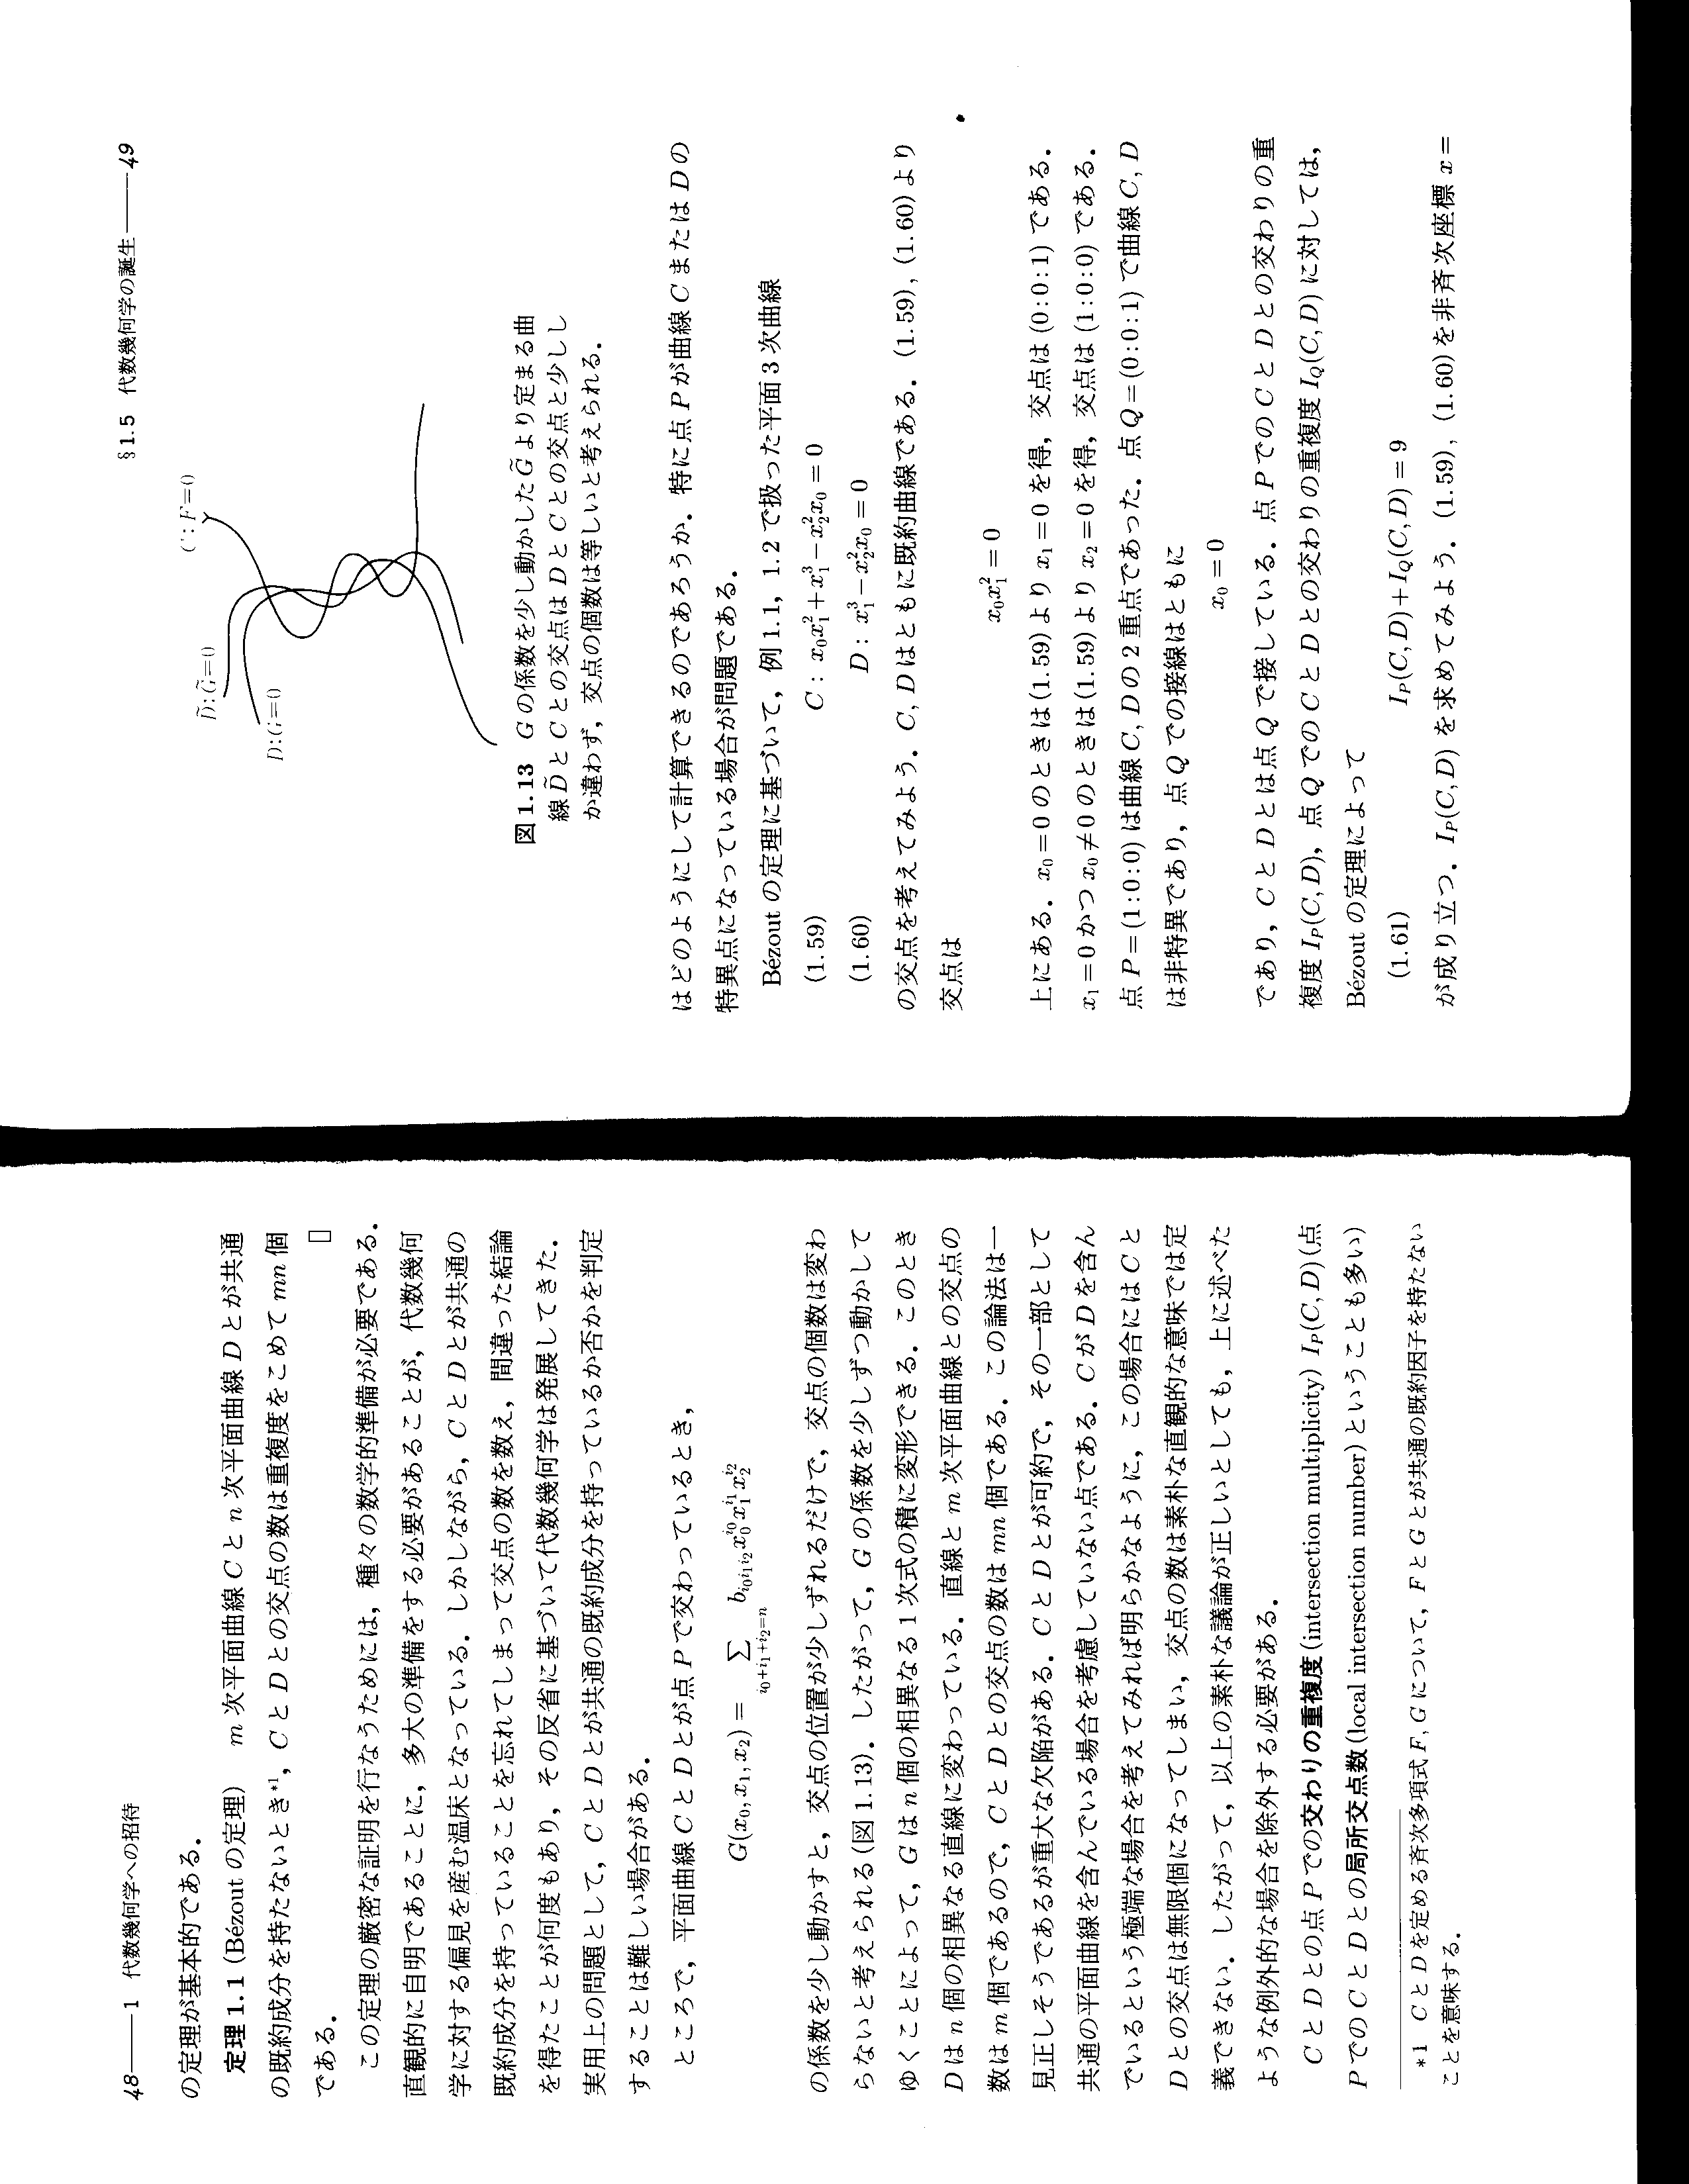 48——1 代数幾何学への招待
の定理が基本的である.
定理 1.1 (Bézout の定理) m 次平面曲線 C と n 次平面曲線 D とが共通
の既約成分を持たないとき*1, C と D との交点の数は重複度をこめて mn 個
である. □
この定理の厳密な証明を行なうためには, 種々の数学的準備が必要である.
直観的に自明であることに, 多大の準備をする必要があることが, 代数幾何
学に対する偏見を産む温床となっている. しかしながら, C と D とが共通の
既約成分を持っていることを忘れてしまって交点の数を数え, 間違った結論
を得たことが何度もあり, その反省に基づいて代数幾何学は発展してきた.
実用上の問題として, C と D とが共通の既約成分を持っているか否かを判定
することは難しい場合がある.
ところで, 平面曲線 C と D とが点 P で交わっているとき,
G(x₀, x₁, x₂) = ∑_{i₀+i₁+i₂=n} b_{i₀i₁i₂} x₀^{i₀} x₁^{i₁} x₂^{i₂}
の係数を少し動かすと, 交点の位置が少しずれるだけで, 交点の個数は変わ
らないと考えられる(図 1.13). したがって, G の係数を少しずつ動かして
ゆくことによって, G は n 個の相異なる 1 次式の積に変形できる. このとき
D は n 個の相異なる直線に変わっている. 直線と m 次平面曲線との交点の
数は m 個であるので, C と D との交点の数は mn 個である. この論法は一
見正しそうであるが重大な欠陥がある. C と D とが可約で, その一部として
共通の平面曲線を含んでいる場合を考慮していない点である. C が D を含ん
でいるという極端な場合を考えてみれば明らかなように, この場合には C と
D との交点は無限個になってしまい, 交点の数は素朴な直観的な意味では定
義できない. したがって, 以上の素朴な議論が正しいとしても, 上に述べた
ような例外的な場合を除外する必要がある.
C と D との点 P での交わりの重複度 (intersection multiplicity) I_P(C, D) (点
P での C と D との局所交点数 (local intersection number) ということも多い)
*1 C と D を定める斉次多項式 F, G について, F と G とが共通の既約因子を持たない
ことを意味する.
§1.5 代数幾何学の誕生——49
C: F=0
D̃: G̃=0
D: G=0
図 1.13 G の係数を少し動かした G̃ より定まる曲
線 D̃ と C との交点は D と C との交点と少しし
か違わず, 交点の個数は等しいと考えられる.
はどのようにして計算できるのであろうか. 特に点 P が曲線 C または D の
特異点になっている場合が問題である.
Bézout の定理に基づいて, 例 1.1, 1.2 で扱った平面 3 次曲線
(1.59) C: x₀x₁²+x₁³−x₂²x₀=0
(1.60) D: x₁³−x₂²x₀=0
の交点を考えてみよう. C, D はともに既約曲線である. (1.59), (1.60) より
交点は
x₀x₁²=0
上にある. x₀=0 のときは (1.59) より x₁=0 を得, 交点は (0:0:1) である.
x₁=0 かつ x₀≠0 のときは (1.59) より x₂=0 を得, 交点は (1:0:0) である.
点 P=(1:0:0) は曲線 C, D の 2 重点であった. 点 Q=(0:0:1) で曲線 C, D
は非特異であり, 点 Q での接線はともに
x₀=0
であり, C と D とは点 Q で接している. 点 P での C と D との交わりの重
複度 I_P(C, D), 点 Q での C と D との交わりの重複度 I_Q(C, D) に対しては,
Bézout の定理によって
(1.61) I_P(C, D)+I_Q(C, D)=9
が成り立つ. I_P(C, D) を求めてみよう. (1.59), (1.60) を非斉次座標 x=